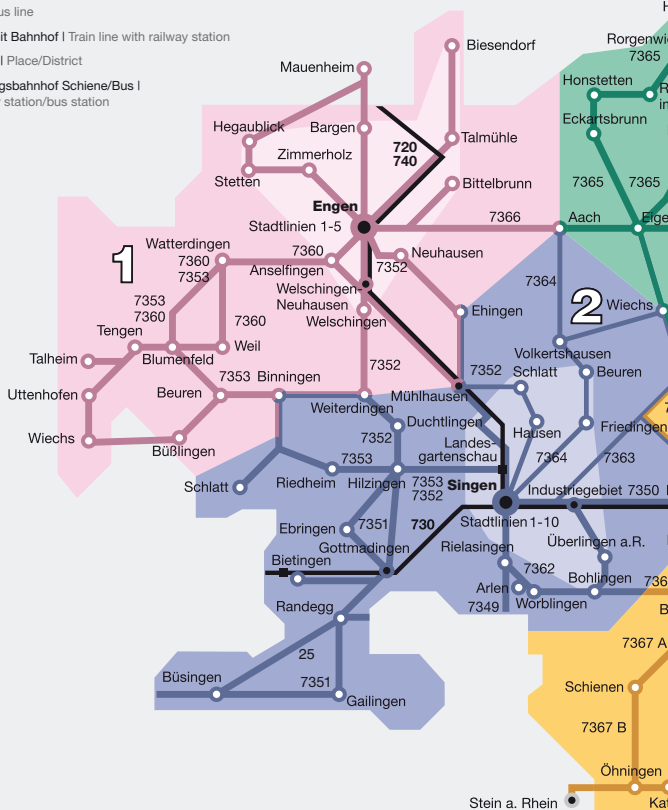 us line
it Bahnhof | Train line with railway station
| Place/District
gsbahnhof Schiene/Bus |
station/bus station
Rorgenwi
7365
Biesendorf
Mauenheim
Honstetten
Eckartsbrunn
Hegaublick
Bargen
Talmühle
720
740
Zimmerholz
Stetten
Bittelbrunn
7365
7365
Engen
Stadtlinien 1-5
7366
Aach
Eige
Watterdingen
7360
7353
7360
Anselfingen
7352
Neuhausen
1
Welschingen-
Neuhausen
Welschingen
7364
2
Wiechs
7353
7360
7360
Ehingen
Tengen
Blumenfeld
Weil
Talheim
Volkertshausen
Uttenhofen
Beuren
7353
Binningen
7352
7352
Schlatt
Beuren
Mühlhausen
Weiterdingen
Wiechs
Büßlingen
Duchtlingen
Hausen
Friedingen
7352
Landes-
gartenschau
7353
7364
7363
Schlatt
Riedheim
Hilzingen
7353
7352
Singen
Industriegebiet
7350
Stadtlinien 1-10
Ebringen
7351
730
Gottmadingen
Rielasingen
Überlingen a.R.
Bietingen
7362
Bohlingen
736
Arlen
Worblingen
7349
B
Randegg
25
7367 A
Büsingen
7351
Gailingen
Schienen
7367 B
Öhningen
Stein a. Rhein
Kat